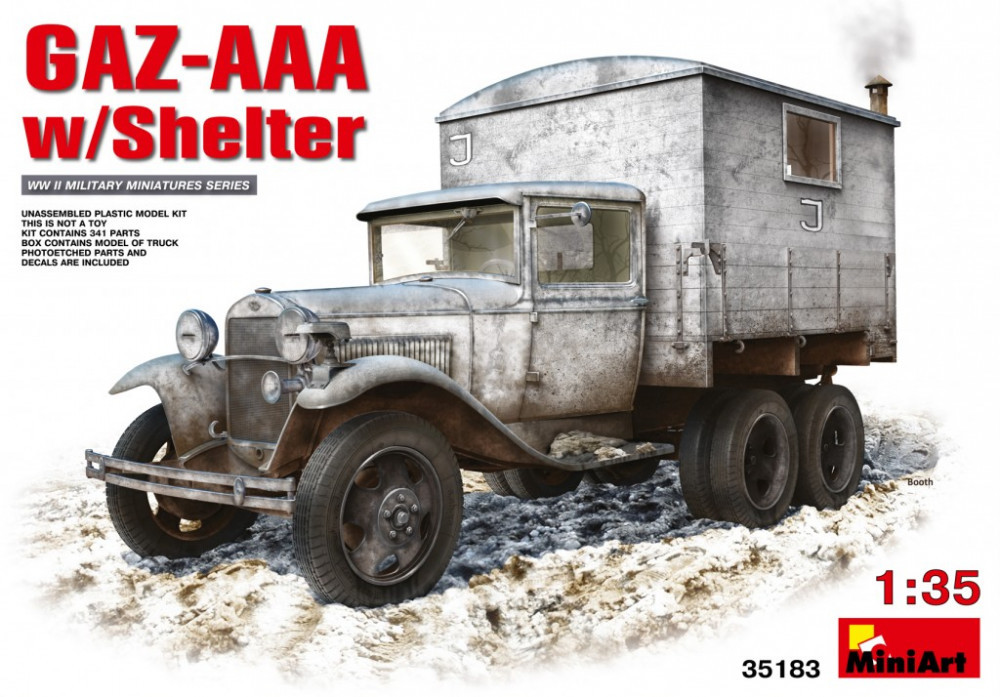 GAZ-AAA
w/Shelter
WW II MILITARY MINIATURES SERIES
UNASSEMBLED PLASTIC MODEL KIT
THIS IS NOT A TOY
KIT CONTAINS 341 PARTS
BOX CONTAINS MODEL OF TRUCK
PHOTOETCHED PARTS AND
DECALS ARE INCLUDED
J
J
Booth
1:35
35183
MiniArt